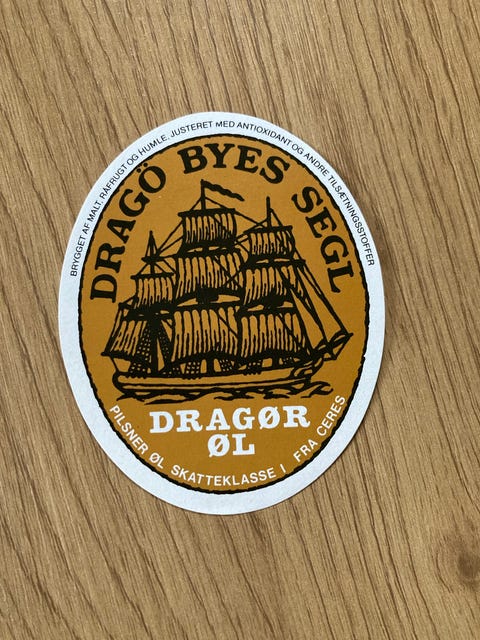 BRYGGET AF MALT, RÅFRUGT OG HUMLE. JUSTERET MED ANTIOXIDANT OG ANDRE TILSÆTNINGSSTOFFER
DRAGÖ BYES SEGL
DRAGØR
ØL
PILSNER ØL SKATTEKLASSE I FRA CERES